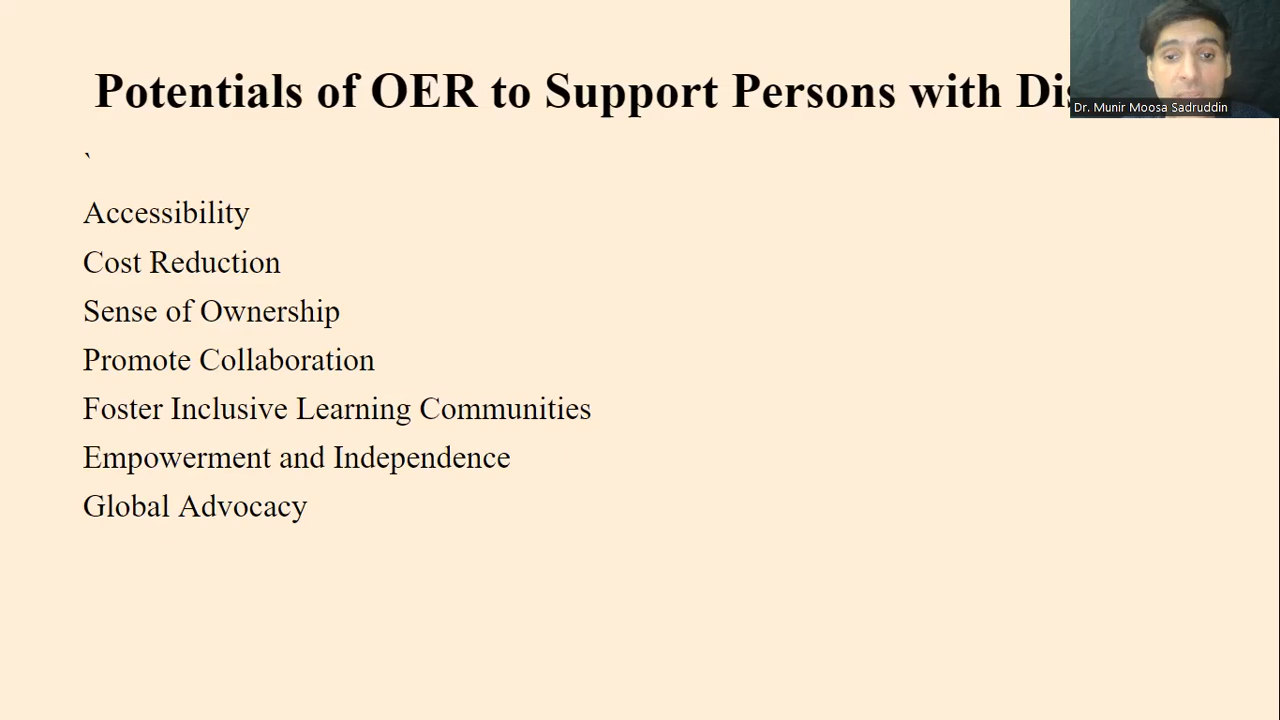 Potentials of OER to Support Persons with
Dr. Munir Moosa Sadruddin
`
Accessibility
Cost Reduction
Sense of Ownership
Promote Collaboration
Foster Inclusive Learning Communities
Empowerment and Independence
Global Advocacy